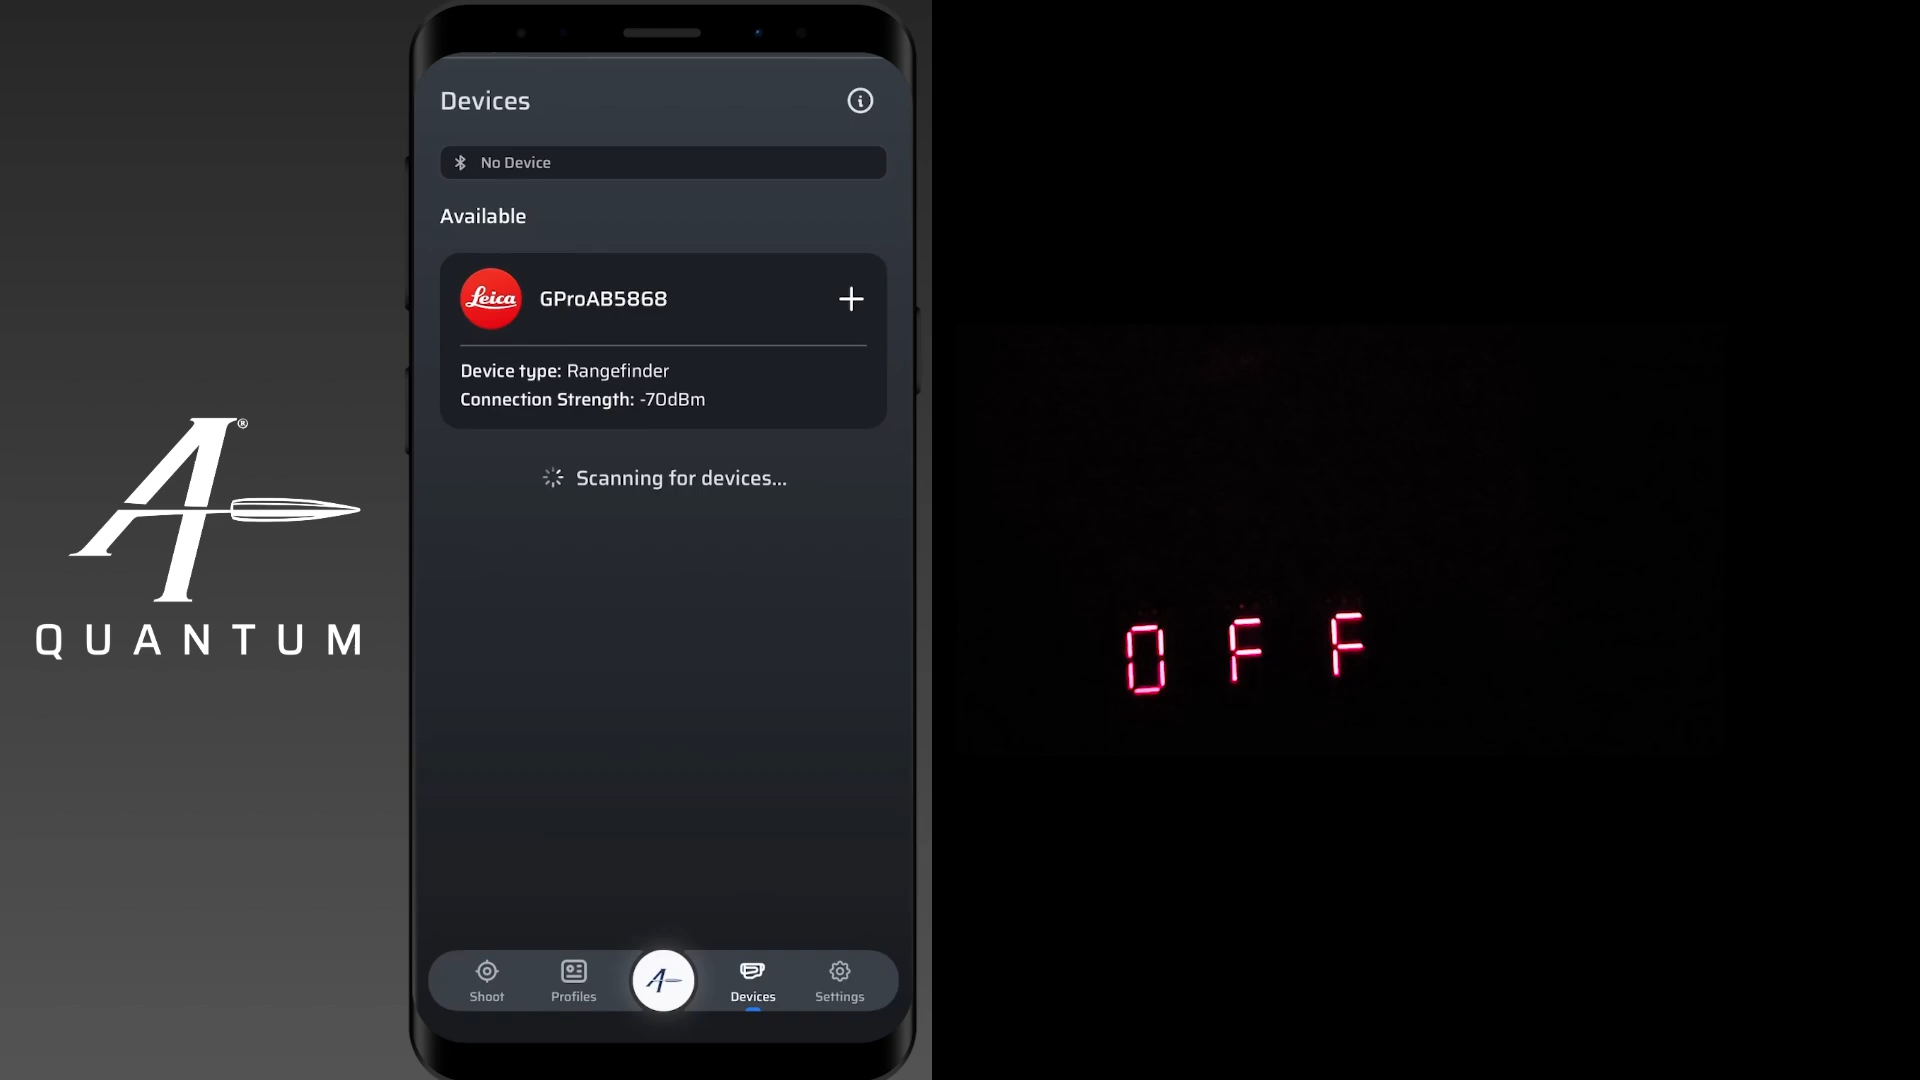 Devices
No Device
Available
Leica
GProAB5868
Device type: Rangefinder
Connection Strength: -70dBm
Scanning for devices...
Shoot
Profiles
A
Devices
Settings
A®
QUANTUM
OFF